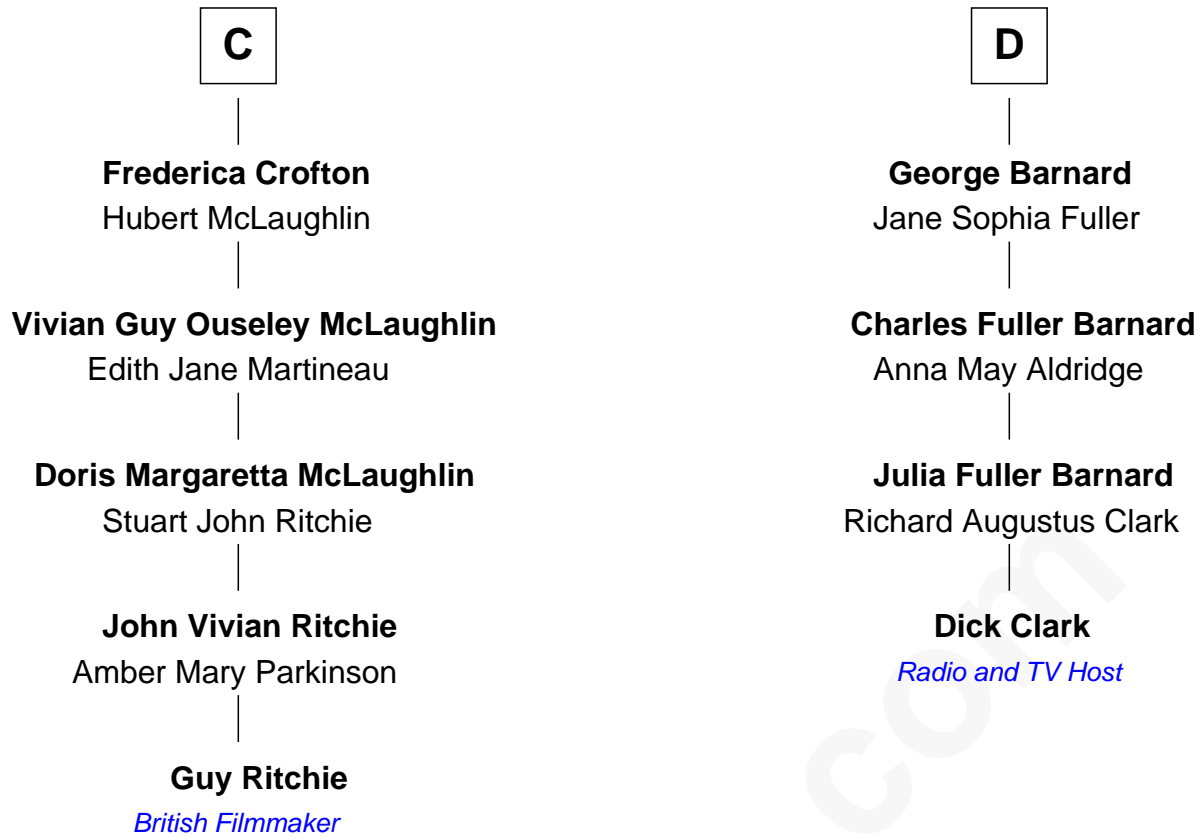 C
Frederica Crofton
Hubert McLaughlin
Vivian Guy Ouseley McLaughlin
Edith Jane Martineau
Doris Margaretta McLaughlin
Stuart John Ritchie
John Vivian Ritchie
Amber Mary Parkinson
Guy Ritchie
British Filmmaker
D
George Barnard
Jane Sophia Fuller
Charles Fuller Barnard
Anna May Aldridge
Julia Fuller Barnard
Richard Augustus Clark
Dick Clark
Radio and TV Host
com